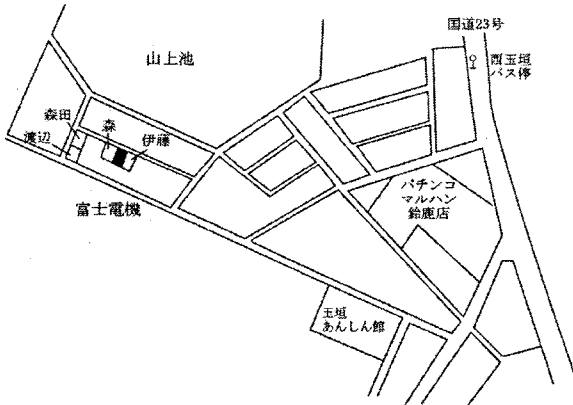 国道23号
西玉垣
バス停
山上池
森田
森
伊藤
渡辺
パチンコ
マルハン
鈴鹿店
富士電機
玉垣
あんしん館